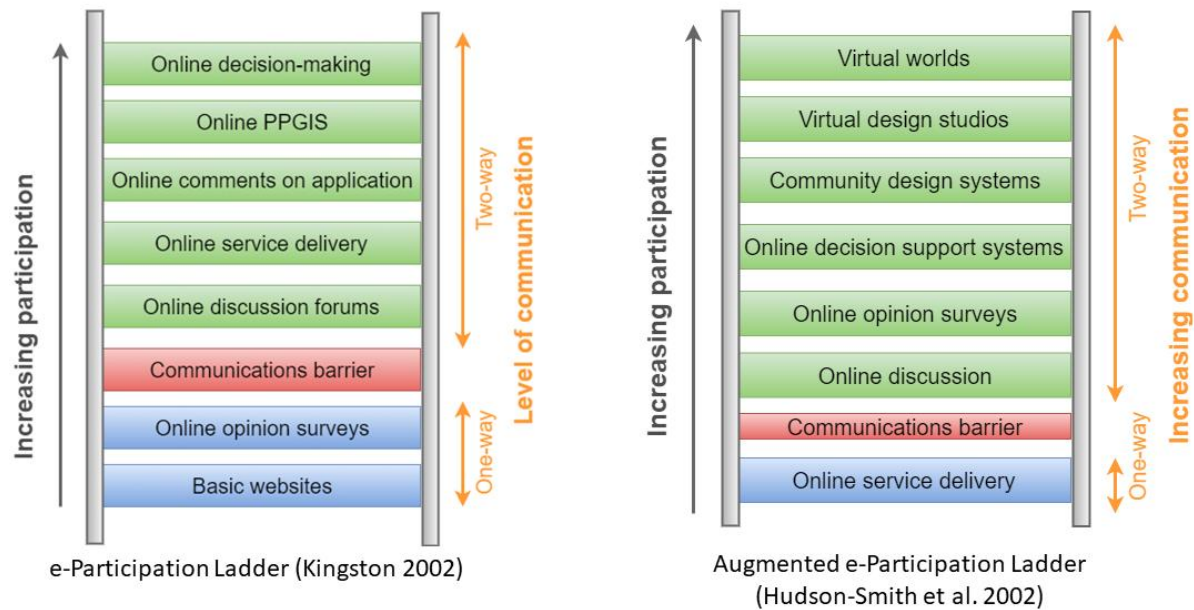 Increasing participation
Online decision-making
Online PPGIS
Online comments on application
Online service delivery
Online discussion forums
Communications barrier
Online opinion surveys
Basic websites
Two-way
One-way
Level of communication
e-Participation Ladder (Kingston 2002)
Increasing participation
Virtual worlds
Virtual design studios
Community design systems
Online decision support systems
Online opinion surveys
Online discussion
Communications barrier
Online service delivery
Two-way
One-way
Increasing communication
Augmented e-Participation Ladder
(Hudson-Smith et al. 2002)